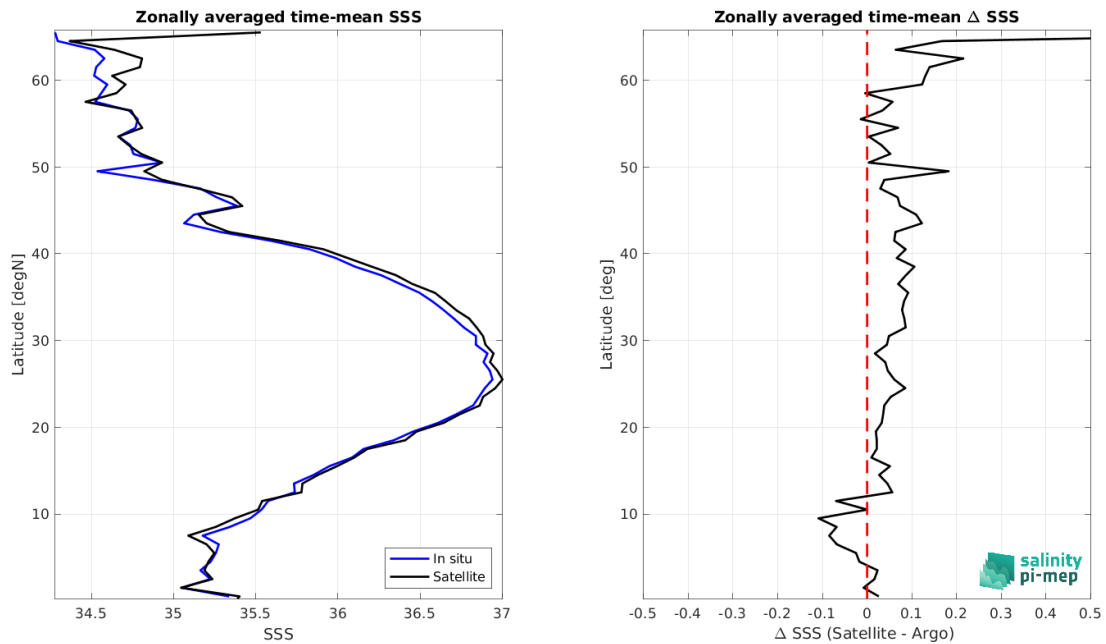 Zonally averaged time-mean SSS
60
50
40
30
20
10
Latitude [degN]
34.5 35 35.5 36 36.5 37
SSS
In situ
Satellite
Zonally averaged time-mean Δ SSS
60
50
40
30
20
10
Latitude [deg]
-0.5 -0.4 -0.3 -0.2 -0.1 0 0.1 0.2 0.3 0.4 0.5
Δ SSS (Satellite - Argo)
salinity
pi-mep